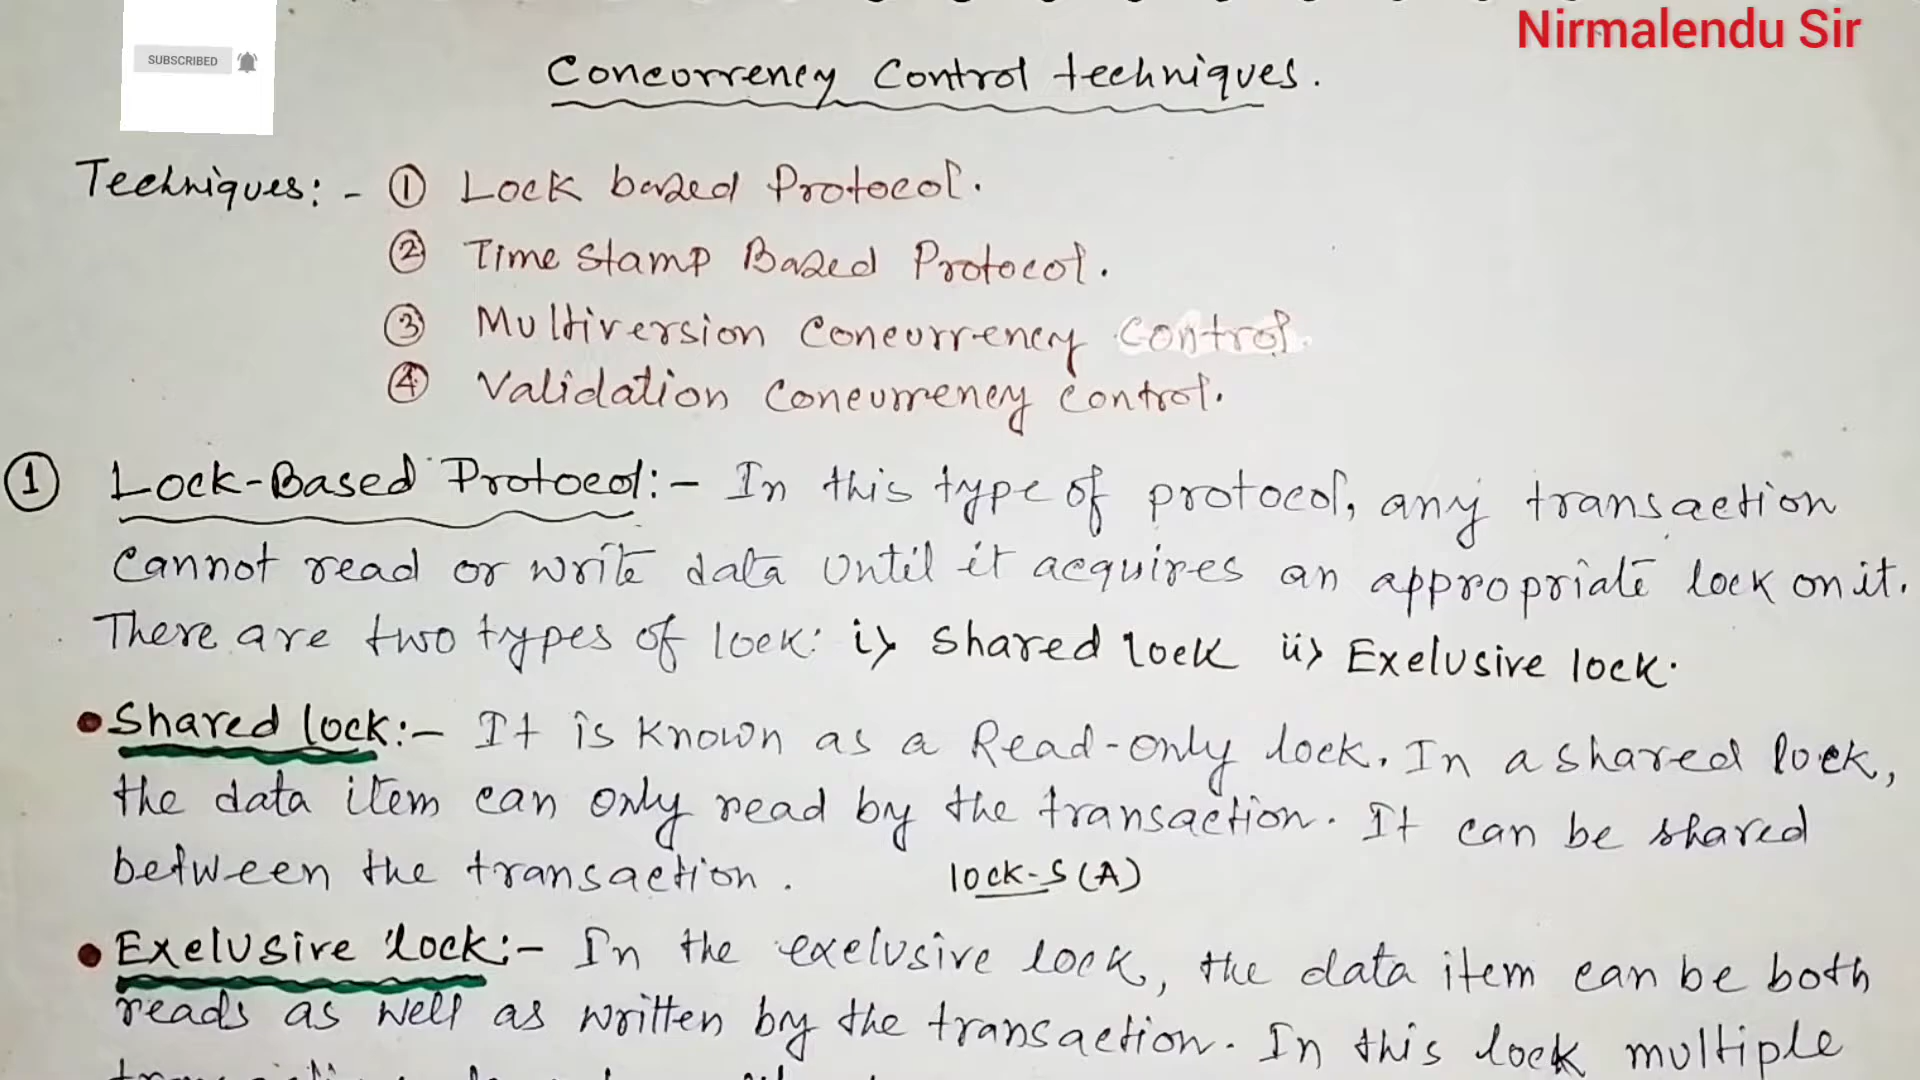 Nirmalendu Sir
SUBSCRIBED
Concurrency Control techniques.
Techniques: - ① Lock based Protocol.
② Time Stamp Based Protocol.
③ Multiversion Concurrency Control.
④ Validation Concurrency Control.
① Lock-Based Protocol:- In this type of protocol, any transaction
cannot read or write data until it acquires an appropriate lock on it.
There are two types of lock: i> Shared lock ii> Exclusive lock.
• Shared lock:- It is known as a Read-only lock. In a shared lock,
the data item can only read by the transaction. It can be shared
between the transaction. lock-S(A)
• Exclusive lock:- In the exclusive lock, the data item can be both
reads as well as written by the transaction. In this lock multiple